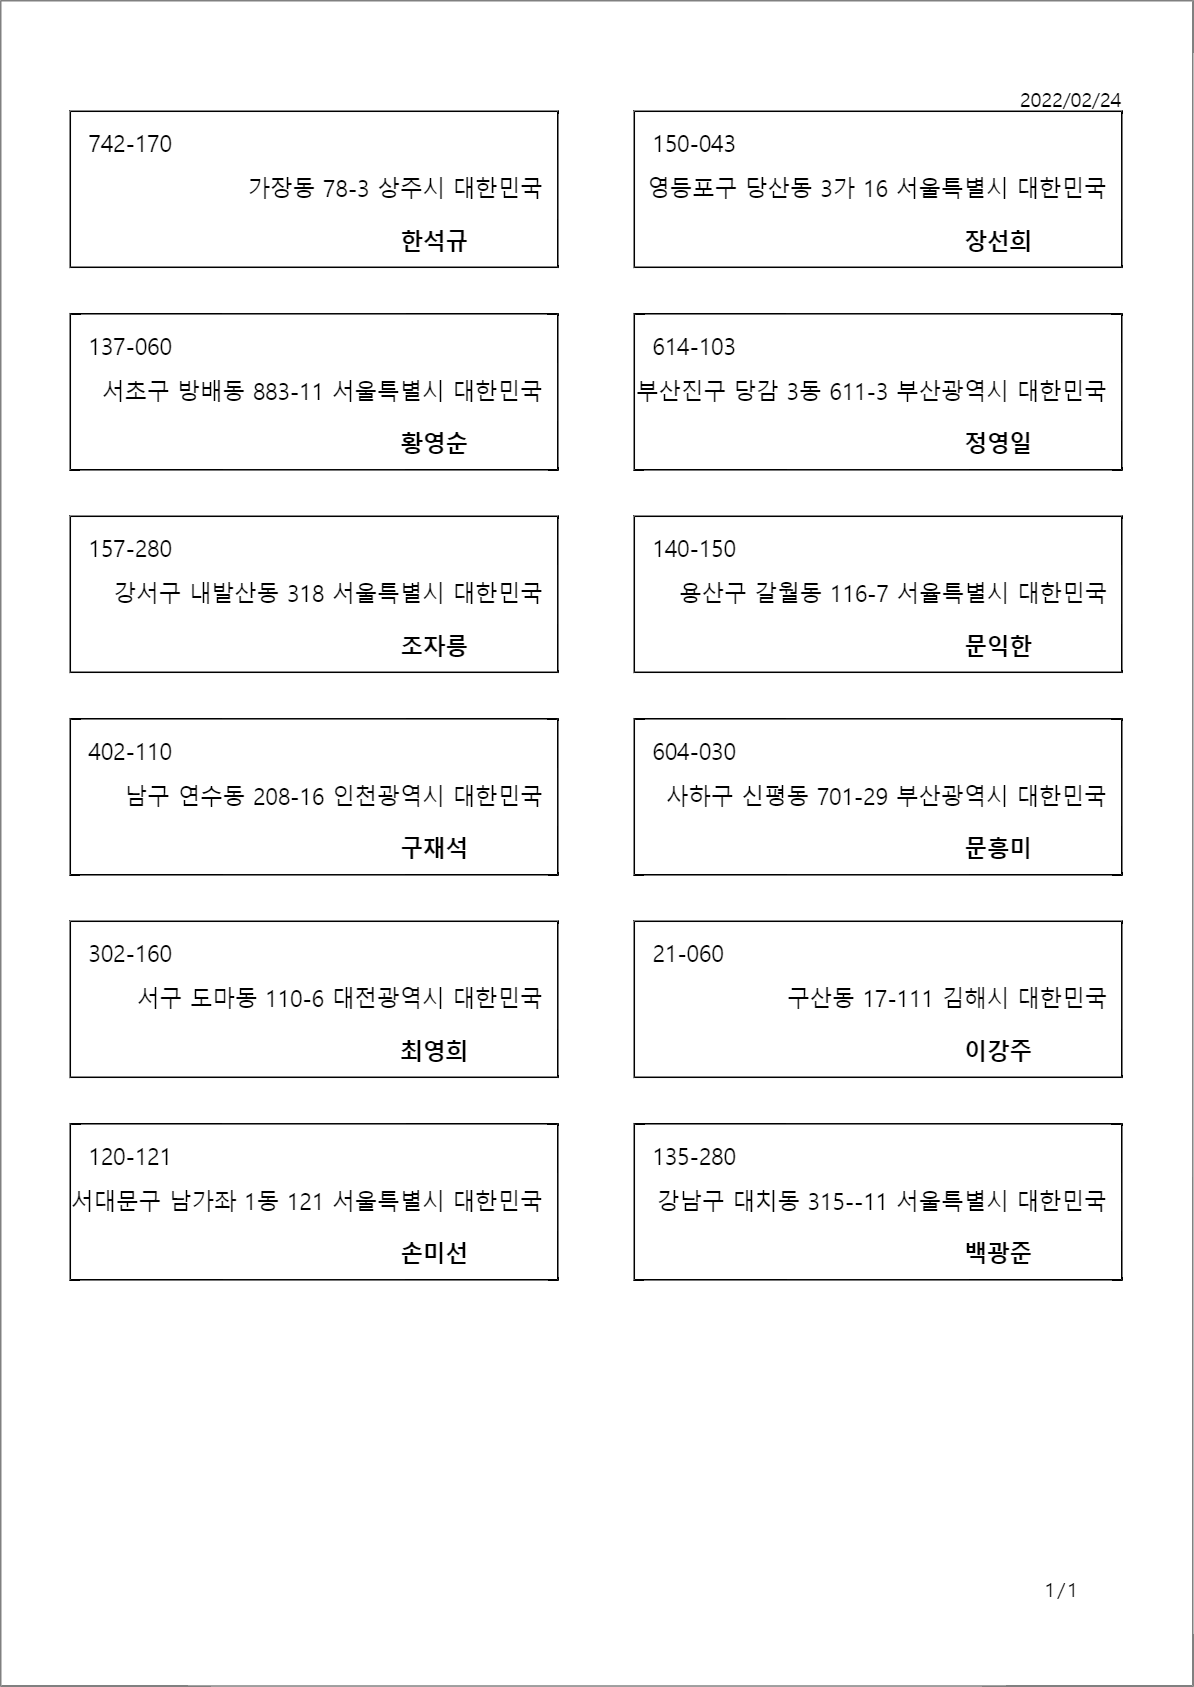 2022/02/24
742-170
가장동 78-3 상주시 대한민국
한석규
150-043
영등포구 당산동 3가 16 서울특별시 대한민국
장선희
137-060
서초구 방배동 883-11 서울특별시 대한민국
황영순
614-103
부산진구 당감 3동 611-3 부산광역시 대한민국
정영일
157-280
강서구 내발산동 318 서울특별시 대한민국
조자릉
140-150
용산구 갈월동 116-7 서울특별시 대한민국
문익한
402-110
남구 연수동 208-16 인천광역시 대한민국
구재석
604-030
사하구 신평동 701-29 부산광역시 대한민국
문흥미
302-160
서구 도마동 110-6 대전광역시 대한민국
최영희
21-060
구산동 17-111 김해시 대한민국
이강주
120-121
서대문구 남가좌 1동 121 서울특별시 대한민국
손미선
135-280
강남구 대치동 315--11 서울특별시 대한민국
백광준
1/1